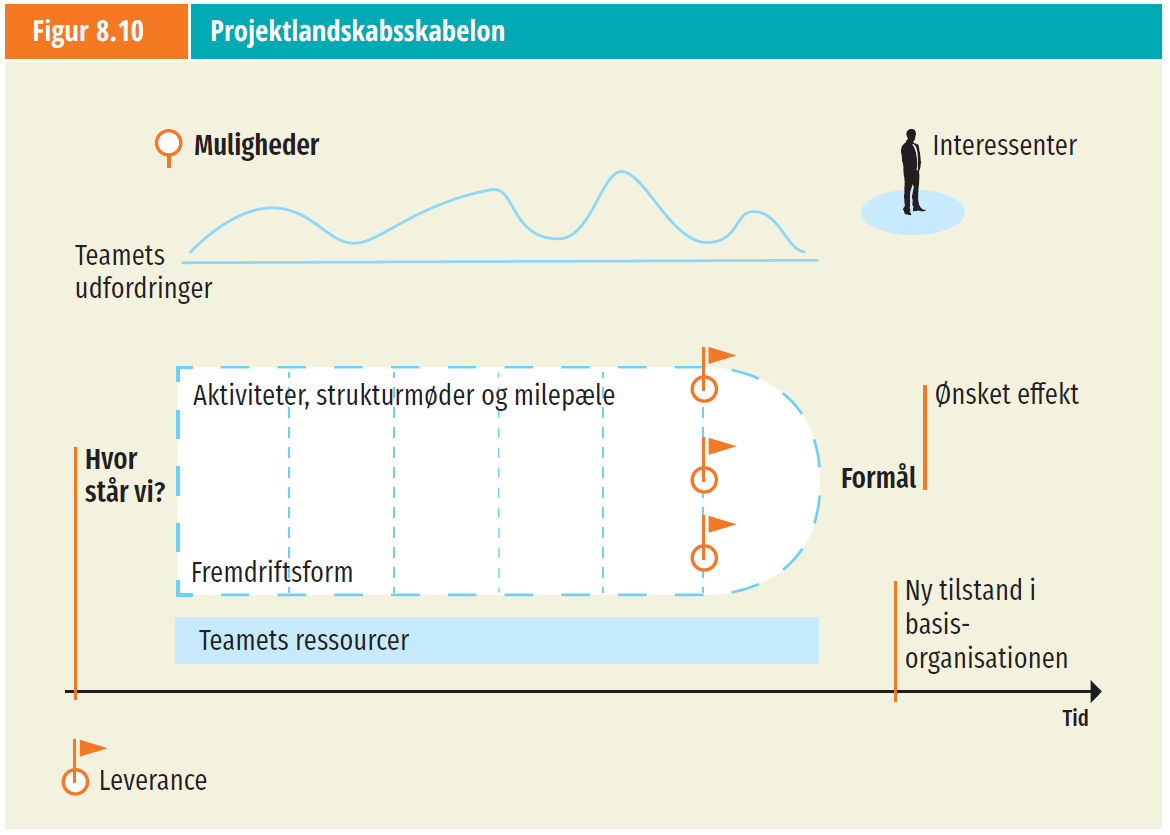 Figur 8.10
Projektlandskabsskabelon
Muligheder
Interessenter
Teamets
udfordringer
Aktiviteter, strukturmøder og milepæle
Ønsket effekt
Hvor
står vi?
Formål
Fremdriftsform
Ny tilstand i
basis-
organisationen
Teamets ressourcer
Tid
Leverance